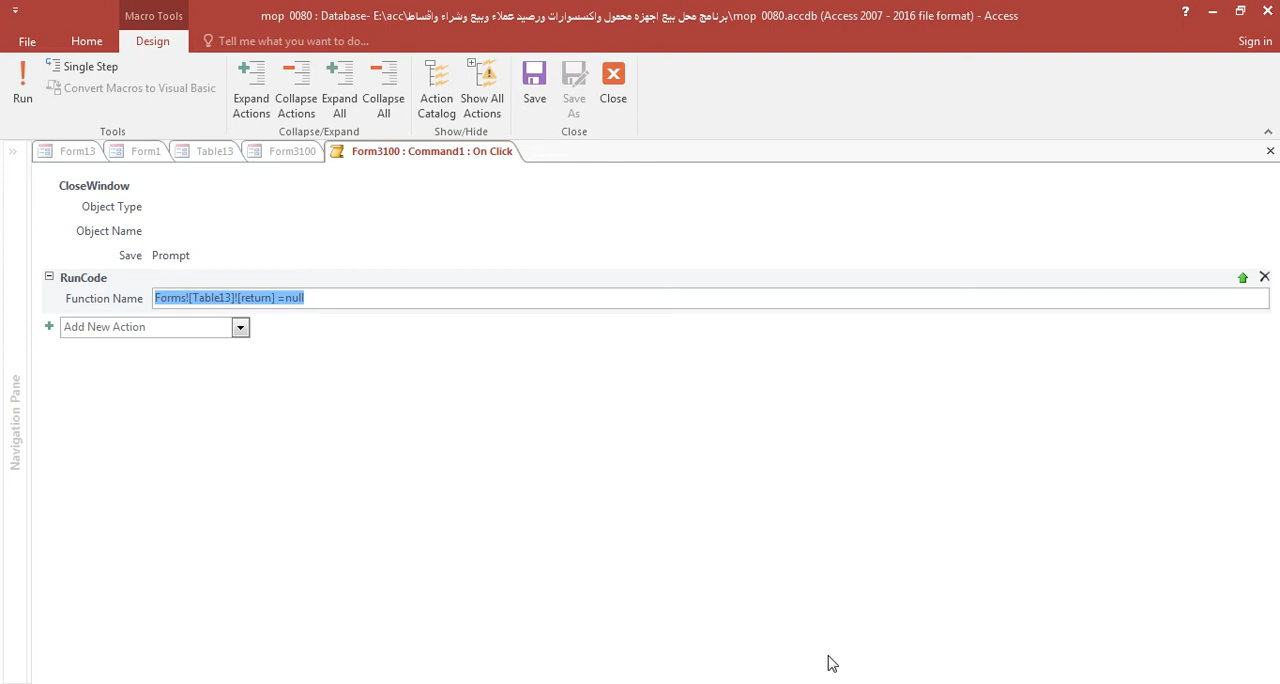 Macro Tools
mop 0080 : Database- E:\acc\برنامج محل بيع اجهزه محمول واكسسوارات ورصيد عملاء وبيع وشراء واقساط\mop 0080.accdb (Access 2007 - 2016 file format) - Access
File Home Design Tell me what you want to do... Sign in
Run
Single Step
Convert Macros to Visual Basic
Expand Actions
Collapse Actions
Expand All
Collapse All
Action Catalog
Show All Actions
Save
Save As
Close
Tools Collapse/Expand Show/Hide Close
Form13 Form1 Table13 Form3100 Form3100 : Command1 : On Click
Navigation Pane
CloseWindow
Object Type
Object Name
Save Prompt
RunCode
Function Name Forms![Table13]![return] =null
Add New Action